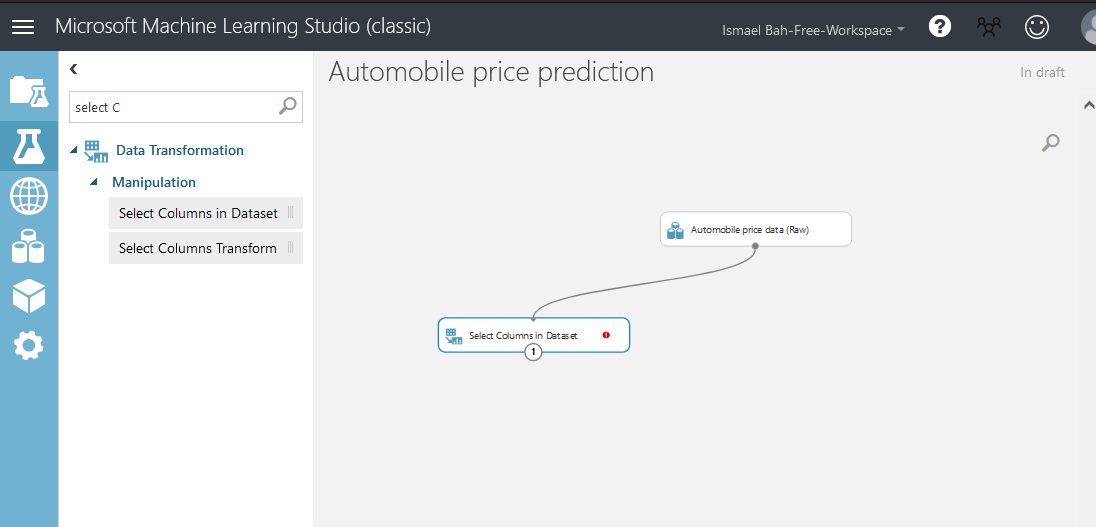 Microsoft Machine Learning Studio (classic)
Ismael Bah-Free-Workspace
?
select C
Automobile price prediction
In draft
Data Transformation
Manipulation
Select Columns in Dataset
Select Columns Transform
Automobile price data (Raw)
Select Columns in Dataset
1